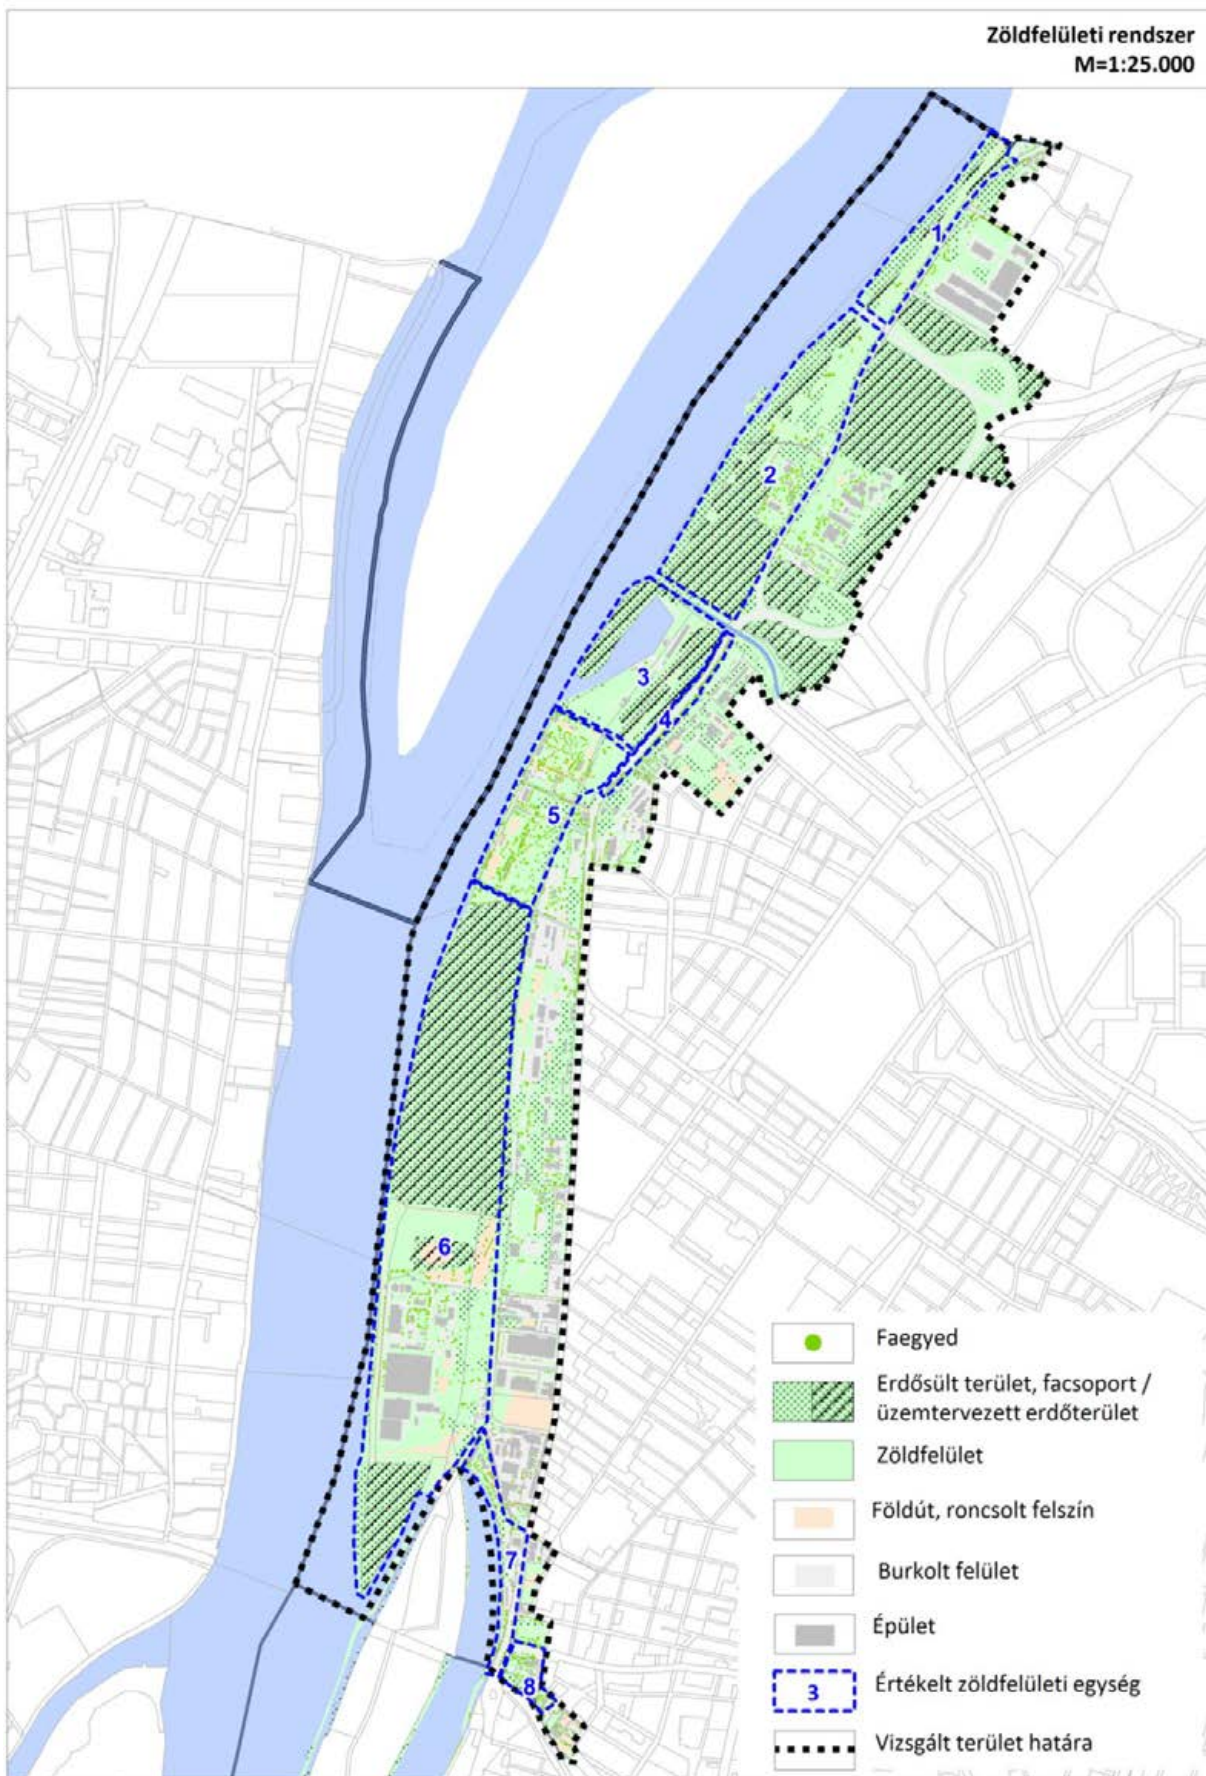 Zöldfelületi rendszer
M=1:25.000
1
2
3
4
5
6
7
8
Faegyed
Erdősült terület, facsoport /
üzemtervezett erdőterület
Zöldfelület
Földút, roncsolt felszín
Burkolt felület
Épület
3
Értékelt zöldfelületi egység
Vizsgált terület határa